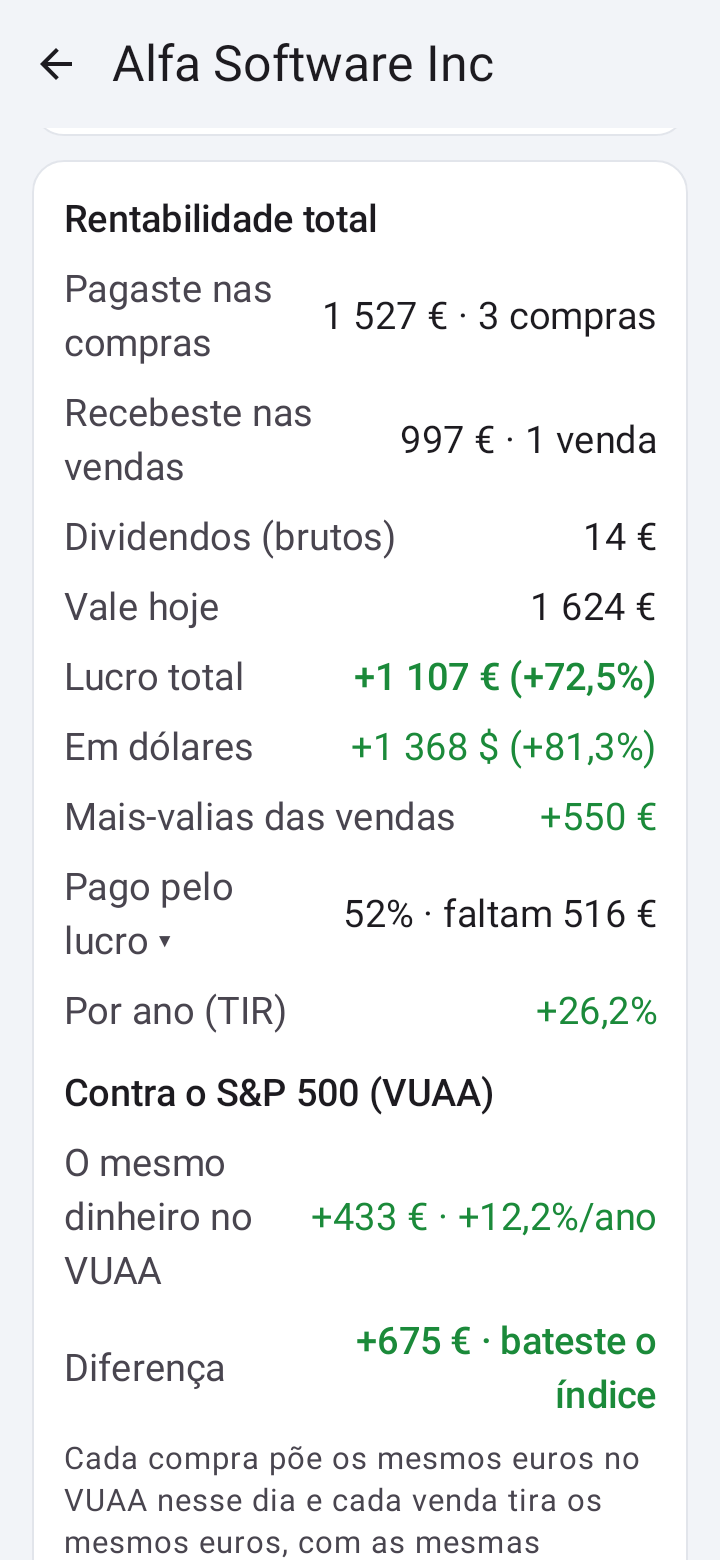 Alfa Software Inc
Rentabilidade total
Pagaste nas compras
1 527 € · 3 compras
Recebeste nas vendas
997 € · 1 venda
Dividendos (brutos) 14 €
Vale hoje 1 624 €
Lucro total +1 107 € (+72,5%)
Em dólares +1 368 $ (+81,3%)
Mais-valias das vendas +550 €
Pago pelo lucro ▾
52% · faltam 516 €
Por ano (TIR) +26,2%
Contra o S&P 500 (VUAA)
O mesmo dinheiro no VUAA
+433 € · +12,2%/ano
Diferença
+675 € · bateste o índice
Cada compra põe os mesmos euros no
VUAA nesse dia e cada venda tira os
mesmos euros, com as mesmas